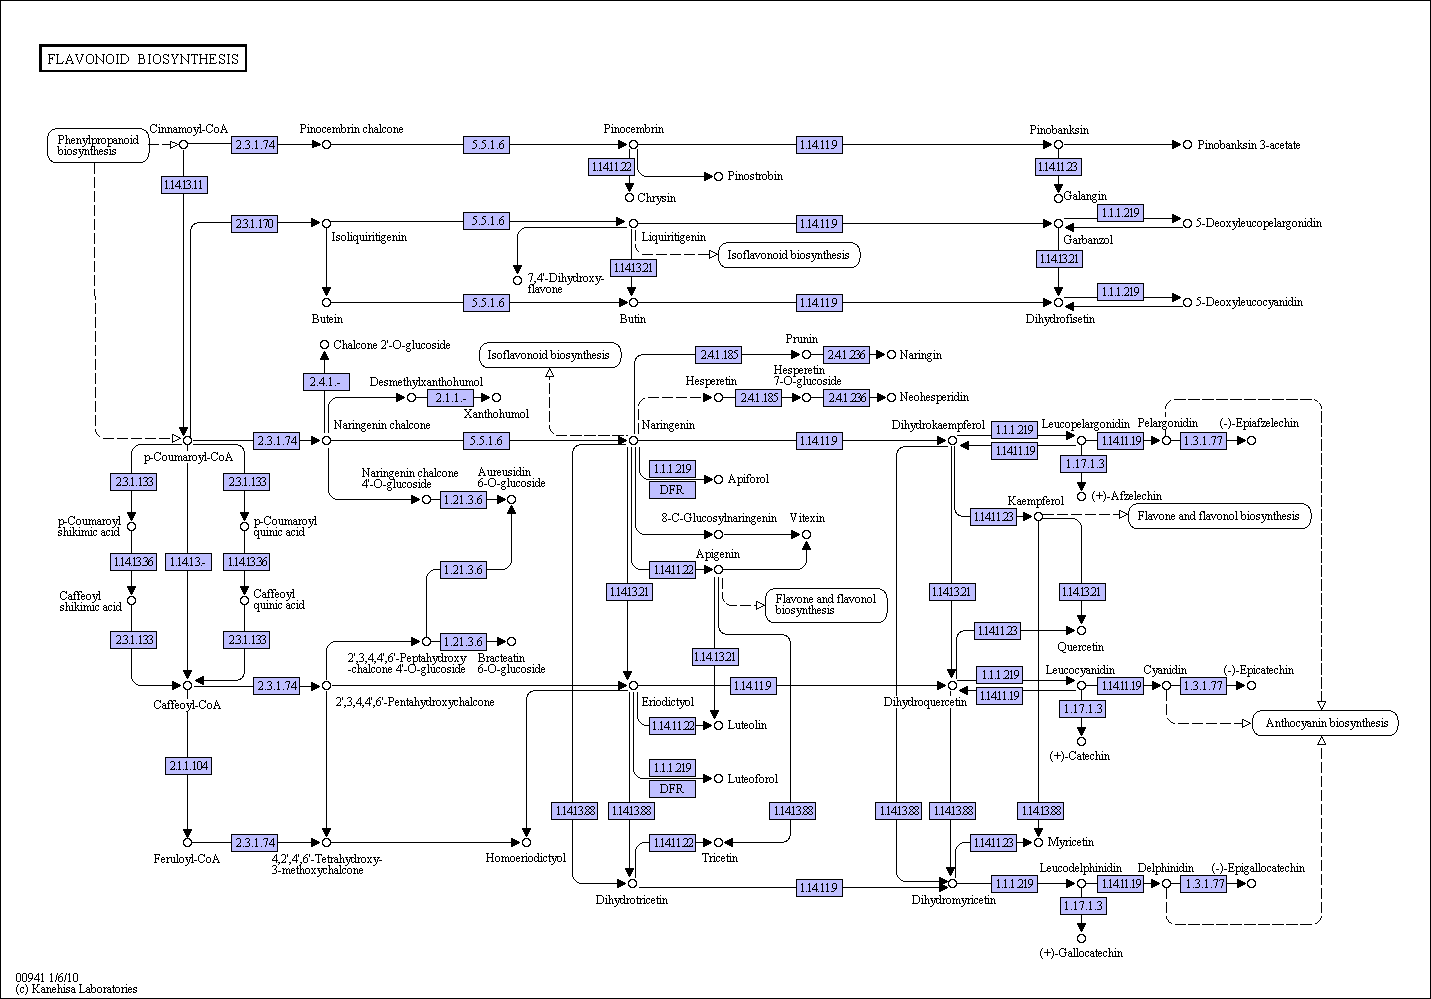 FLAVONOID BIOSYNTHESIS
Phenylpropanoid
biosynthesis
Cinnamoyl-CoA
2.3.1.74
Pinocembrin chalcone
5.5.1.6
Pinocembrin
1.14.11.9
Pinobanksin
Pinobanksin 3-acetate
1.14.11.22
1.14.11.23
Pinostrobin
1.14.13.11
Chrysin
Galangin
2.3.1.170
Isoliquiritigenin
5.5.1.6
Liquiritigenin
1.14.11.9
Garbanzol
1.1.1.219
5-Deoxyleucopelargonidin
Isoflavonoid biosynthesis
1.14.13.21
1.14.13.21
7,4'-Dihydroxy-
flavone
Butein
5.5.1.6
Butin
1.14.11.9
Dihydrofisetin
1.1.1.219
5-Deoxyleucocyanidin
Chalcone 2'-O-glucoside
Isoflavonoid biosynthesis
2.4.1.185
Prunin
2.4.1.236
Naringin
2.4.1.-
Desmethylxanthohumol
2.1.1.-
Xanthohumol
Hesperetin
2.4.1.185
Hesperetin
7-O-glucoside
2.4.1.236
Neohesperidin
p-Coumaroyl-CoA
2.3.1.74
Naringenin chalcone
5.5.1.6
Naringenin
1.14.11.9
Dihydrokaempferol
1.1.1.219
1.14.11.19
Leucopelargonidin
1.14.11.19
Pelargonidin
1.3.1.77
(-)-Epiafzelechin
1.17.1.3
(+)-Afzelechin
2.3.1.133
2.3.1.133
Naringenin chalcone
4'-O-glucoside
1.21.3.6
Aureusidin
6-O-glucoside
1.1.1.219
DFR
Apiforol
p-Coumaroyl
shikimic acid
p-Coumaroyl
quinic acid
8-C-Glucosylnaringenin
Vitexin
1.14.11.23
Kaempferol
Flavone and flavonol biosynthesis
1.14.13.36
1.14.13.-
1.14.13.36
1.21.3.6
1.14.11.22
Apigenin
1.14.13.21
1.14.13.21
1.14.13.21
Flavone and flavonol
biosynthesis
Caffeoyl
shikimic acid
Caffeoyl
quinic acid
2.3.1.133
2.3.1.133
2',3,4,4',6'-Peptahydroxy
-chalcone 4'-O-glucoside
1.21.3.6
Bracteatin
6-O-glucoside
1.14.13.21
1.14.11.23
Quercetin
Caffeoyl-CoA
2.3.1.74
2',3,4,4',6'-Pentahydroxychalcone
Eriodictyol
1.14.11.9
Dihydroquercetin
1.1.1.219
1.14.11.19
Leucocyanidin
1.14.11.19
Cyanidin
1.3.1.77
(-)-Epicatechin
1.17.1.3
(+)-Catechin
1.14.11.22
Luteolin
Anthocyanin biosynthesis
2.1.1.104
1.1.1.219
DFR
Luteoforol
1.14.13.88
1.14.13.88
1.14.13.88
1.14.13.88
1.14.13.88
1.14.13.88
Feruloyl-CoA
2.3.1.74
4,2',4',6'-Tetrahydroxy-
3-methoxychalcone
Homoeriodictyol
1.14.11.22
Tricetin
1.14.11.23
Myricetin
Dihydrotricetin
1.14.11.9
Dihydromyricetin
1.1.1.219
Leucodelphinidin
1.14.11.19
Delphinidin
1.3.1.77
(-)-Epigallocatechin
1.17.1.3
(+)-Gallocatechin
00941 1/6/10
(c) Kanehisa Laboratories